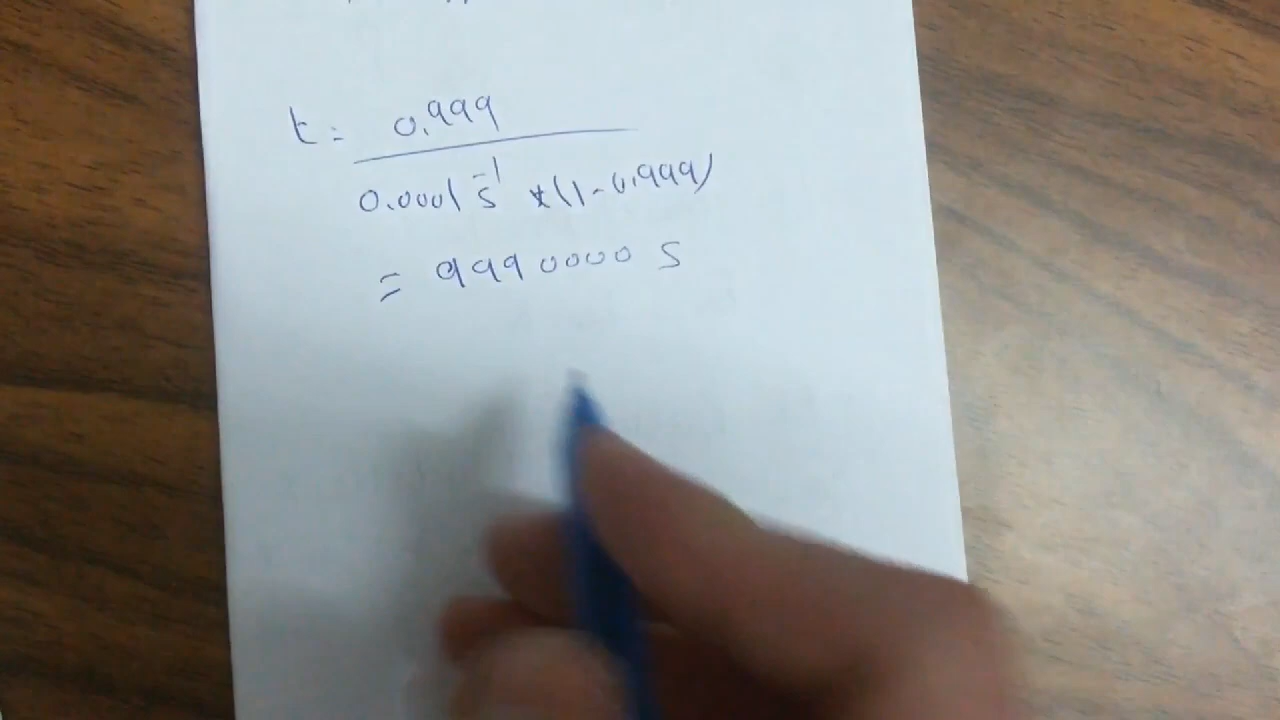 t= 0.999
0.0001 s⁻¹ *(1-0.999)
= 9990000 s